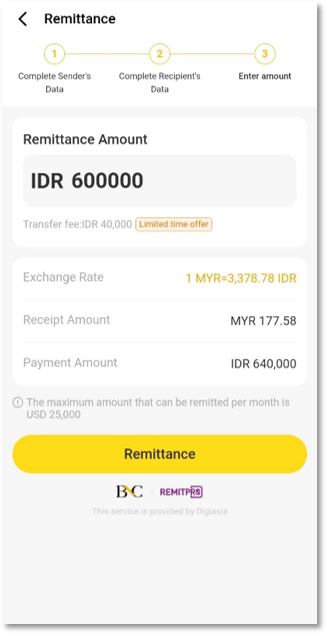 Remittance
1
2
3
Complete Sender's
Data
Complete Recipient's
Data
Enter amount
Remittance Amount
IDR 600000
Transfer fee:IDR 40,000 Limited time offer
Exchange Rate
1 MYR=3,378.78 IDR
Receipt Amount
MYR 177.58
Payment Amount
IDR 640,000
The maximum amount that can be remitted per month is
USD 25,000
Remittance
BNC
REMITPRO
This service is provided by Digiasia